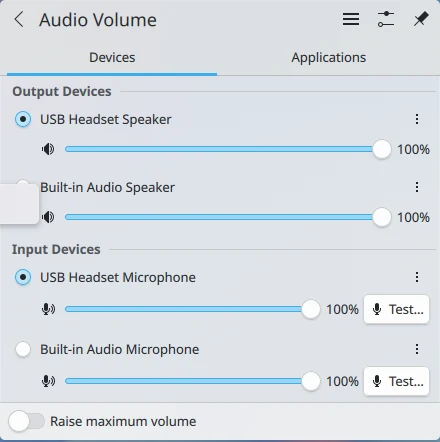 Audio Volume
Devices
Applications
Output Devices
USB Headset Speaker
100%
Built-in Audio Speaker
100%
Input Devices
USB Headset Microphone
100%
Test...
Built-in Audio Microphone
100%
Test...
Raise maximum volume